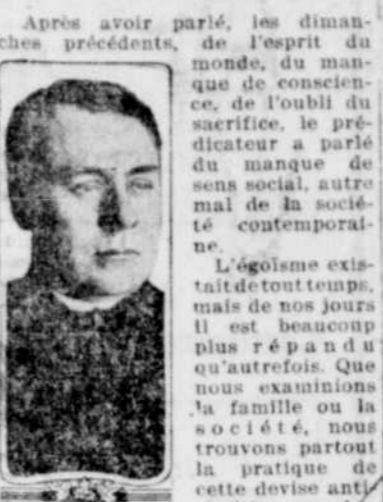 Après avoir parlé, les diman-
ches précédents, de l'esprit du
monde, du man-
que de conscien-
ce, de l'oubli du
sacrifice, le pré-
dicateur a parlé
du manque de
sens social, autre
mal de la socié-
té contemporai-
ne.
L'égoïsme exis-
tait de tout temps,
mais de nos jours
il est beaucoup
plus répandu
qu'autrefois. Que
nous examinions
la famille ou la
société, nous
trouvons partout
la pratique de
cette devise anti-